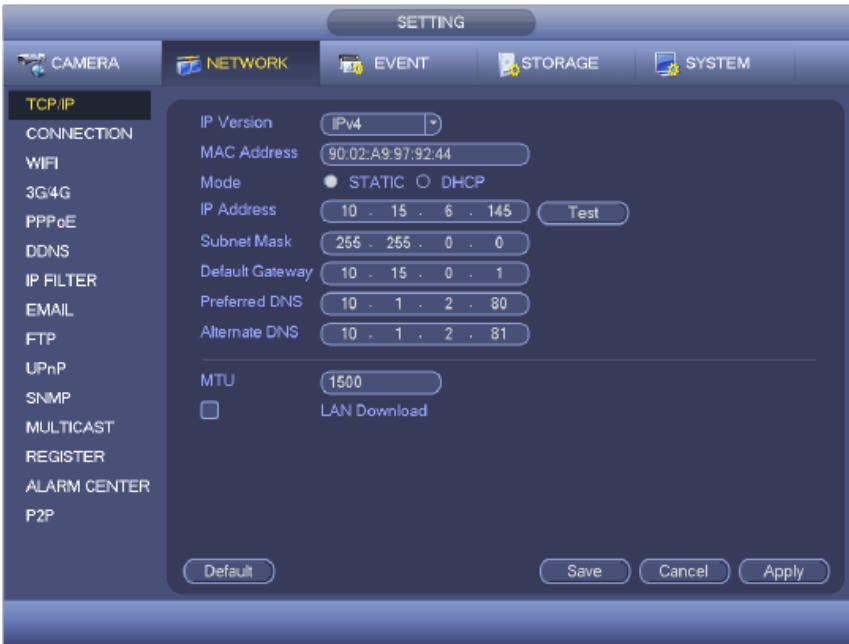 SETTING
CAMERA NETWORK EVENT STORAGE SYSTEM
TCP/IP
CONNECTION
WIFI
3G/4G
PPPoE
DDNS
IP FILTER
EMAIL
FTP
UPnP
SNMP
MULTICAST
REGISTER
ALARM CENTER
P2P
IP Version IPv4
MAC Address 90:02:A9:97:92:44
Mode STATIC DHCP
IP Address 10 . 15 . 6 . 145 Test
Subnet Mask 255 . 255 . 0 . 0
Default Gateway 10 . 15 . 0 . 1
Preferred DNS 10 . 1 . 2 . 80
Alternate DNS 10 . 1 . 2 . 81
MTU 1500
LAN Download
Default Save Cancel Apply